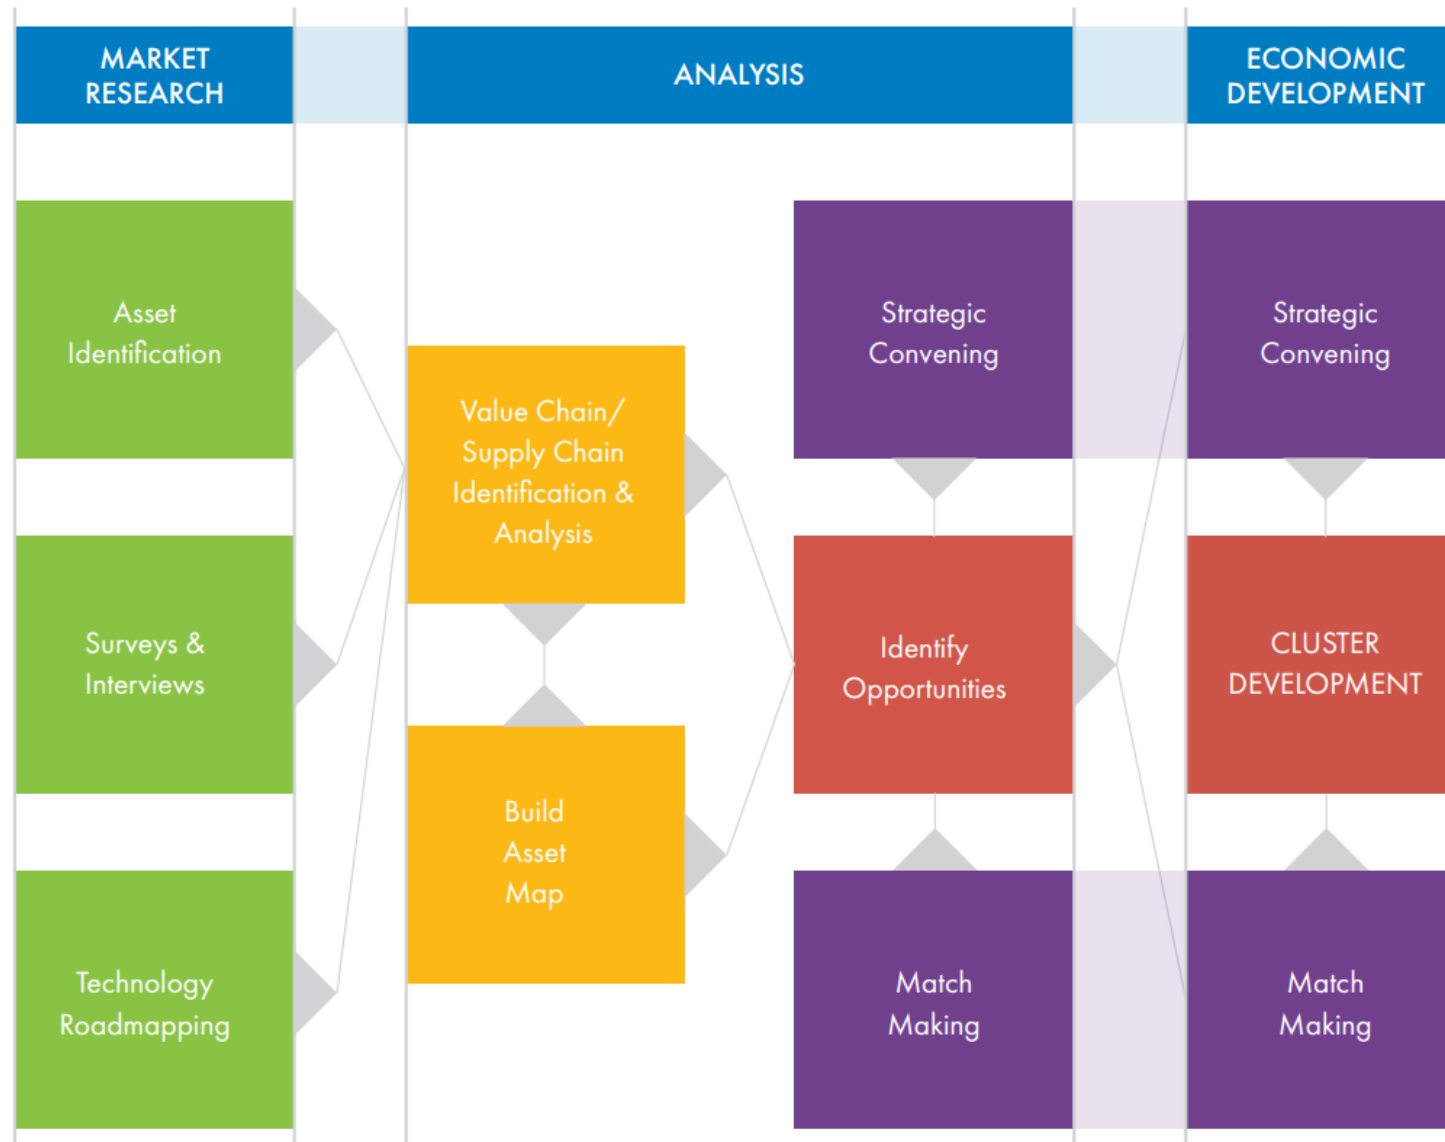 MARKET
RESEARCH
ANALYSIS
ECONOMIC
DEVELOPMENT
Asset
Identification
Surveys &
Interviews
Technology
Roadmapping
Value Chain/
Supply Chain
Identification &
Analysis
Build
Asset
Map
Strategic
Convening
Identify
Opportunities
Match
Making
Strategic
Convening
CLUSTER
DEVELOPMENT
Match
Making